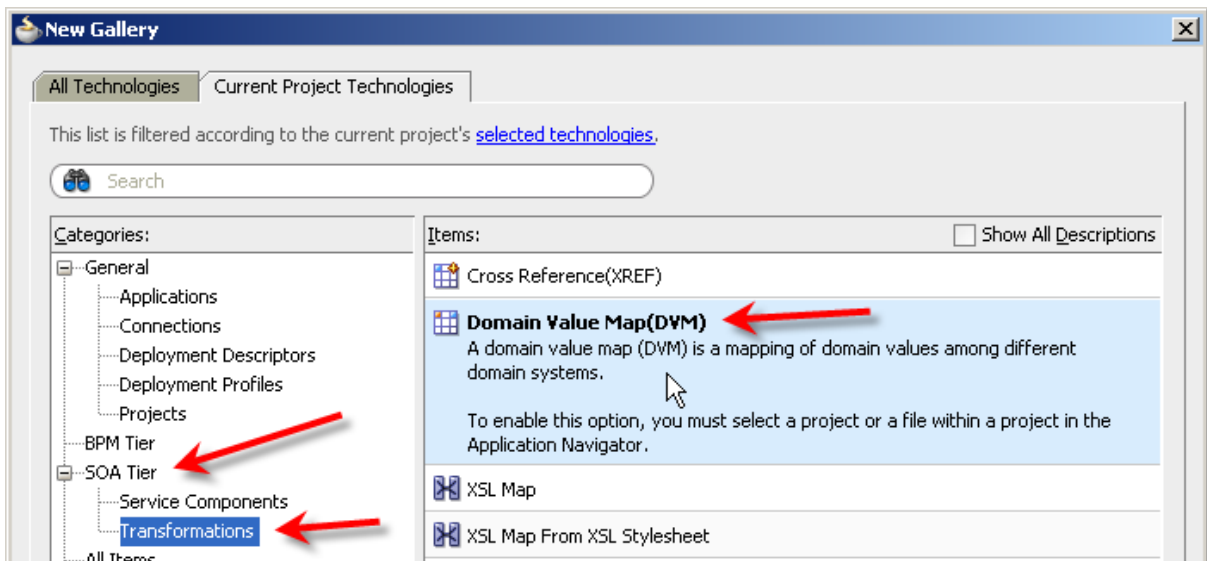 New Gallery
All Technologies
Current Project Technologies
This list is filtered according to the current project's selected technologies.
Search
Categories:
General
Applications
Connections
Deployment Descriptors
Deployment Profiles
Projects
BPM Tier
SOA Tier
Service Components
Transformations
All Items
Items:
Show All Descriptions
Cross Reference(XREF)
Domain Value Map(DVM)
A domain value map (DVM) is a mapping of domain values among different
domain systems.
To enable this option, you must select a project or a file within a project in the
Application Navigator.
XSL Map
XSL Map From XSL Stylesheet